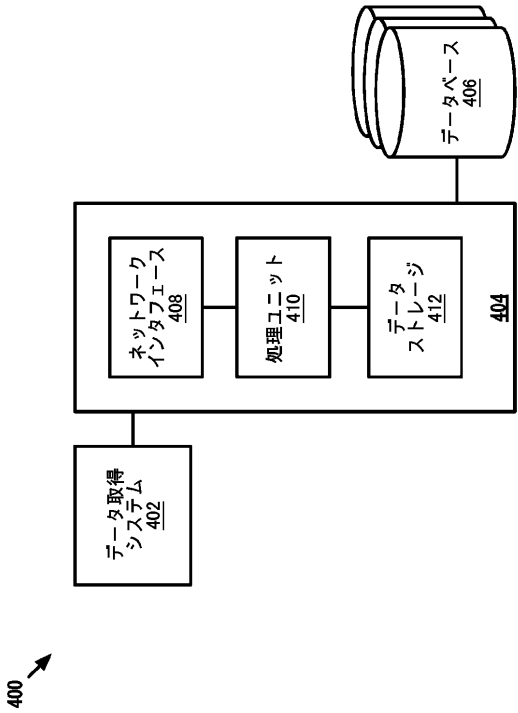 400
データ取得
システム
402
ネットワーク
インタフェース
408
処理ユニット
410
データ
ストレージ
412
404
データベース
406